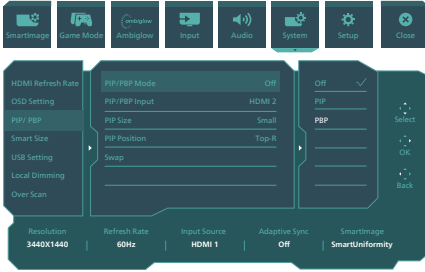 ambiglow
SmartImage Game Mode Ambiglow Input Audio System Setup Close
HDMI Refresh Rate PIP/PBP Mode Off Off
OSD Setting PIP/PBP Input HDMI 2 PIP
PIP/ PBP PIP Size Small PBP
Select
Smart Size PIP Position Top-R
USB Setting Swap
OK
Local Dimming
Back
Over Scan
Resolution Refresh Rate Input Source Adaptive Sync SmartImage
3440X1440 | 60Hz | HDMI 1 | Off | SmartUniformity